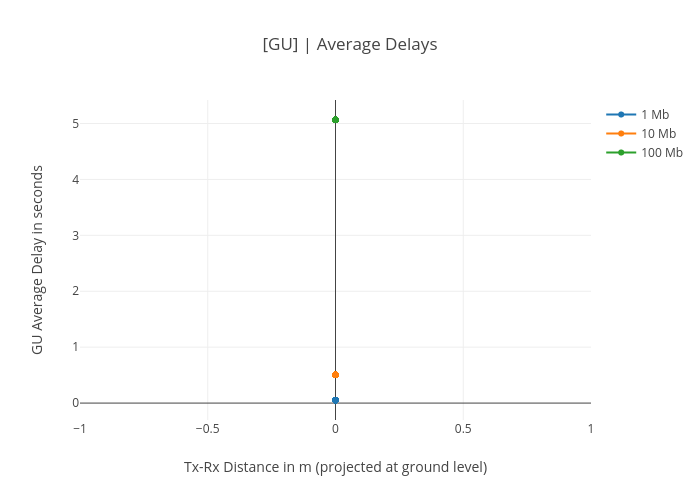 [GU] | Average Delays
1 Mb
10 Mb
100 Mb
GU Average Delay in seconds
5
4
3
2
1
0
−1
−0.5
0
0.5
1
Tx-Rx Distance in m (projected at ground level)